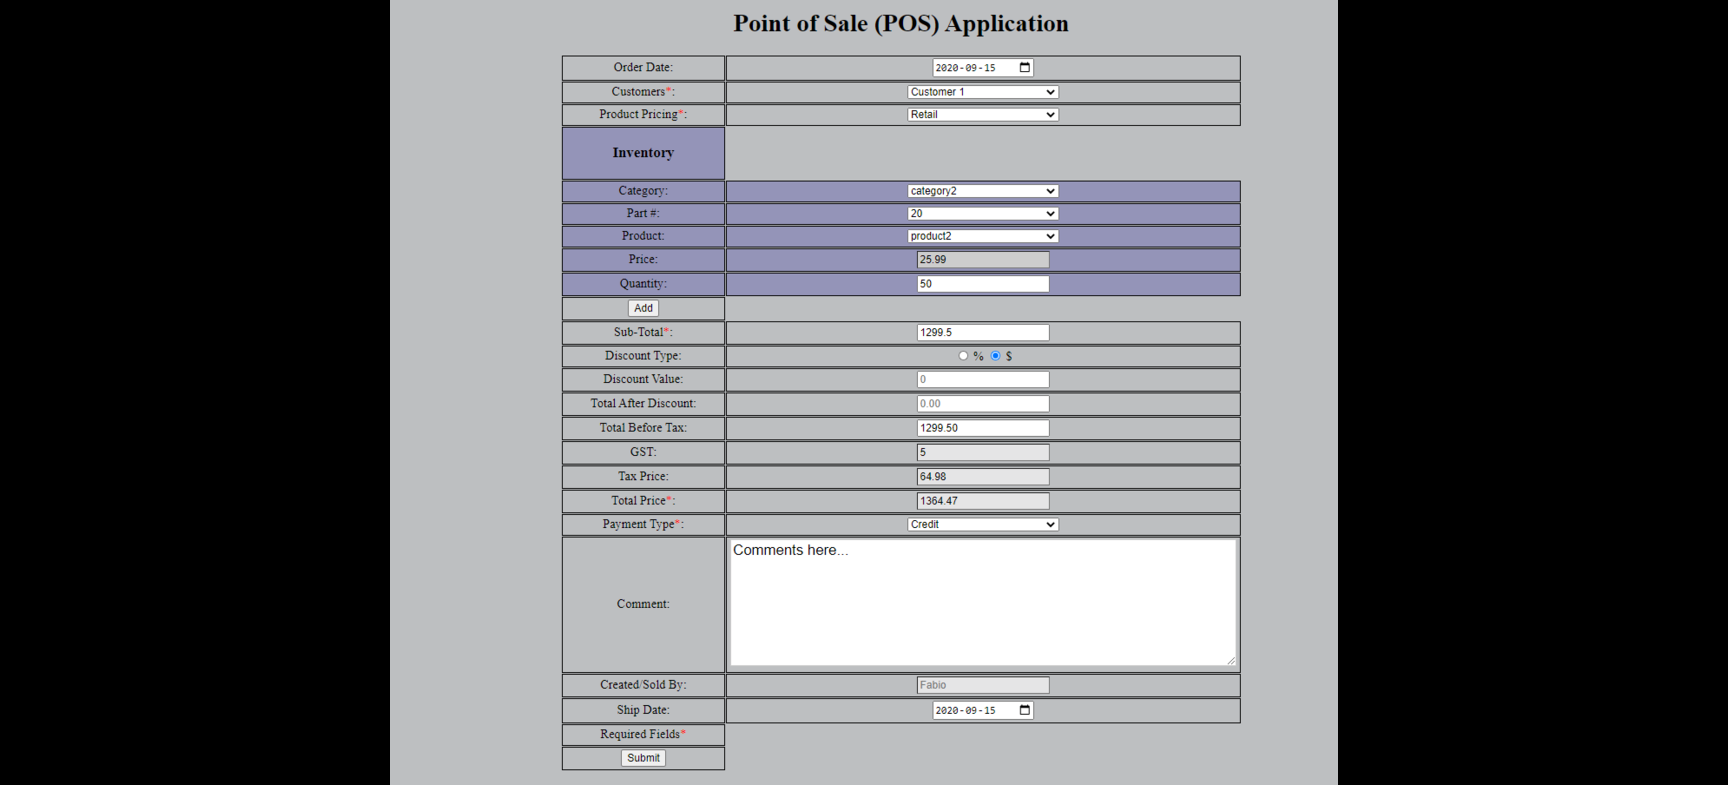 Point of Sale (POS) Application
Order Date: 2020-09-15
Customers*: Customer 1
Product Pricing*: Retail
Inventory
Category: category2
Part #: 20
Product: product2
Price: 25.99
Quantity: 50
Add
Sub-Total*: 1299.5
Discount Type: % $
Discount Value: 0
Total After Discount: 0.00
Total Before Tax: 1299.50
GST: 5
Tax Price: 64.98
Total Price*: 1364.47
Payment Type*: Credit
Comment: Comments here...
Created/Sold By: Fabio
Ship Date: 2020-09-15
Required Fields*
Submit